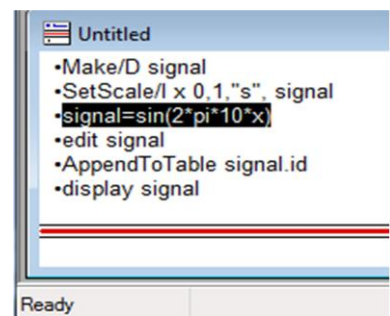 Untitled
•Make/D signal
•SetScale/I x 0,1,"s", signal
•signal=sin(2*pi*10*x)
•edit signal
•AppendToTable signal.id
•display signal
Ready